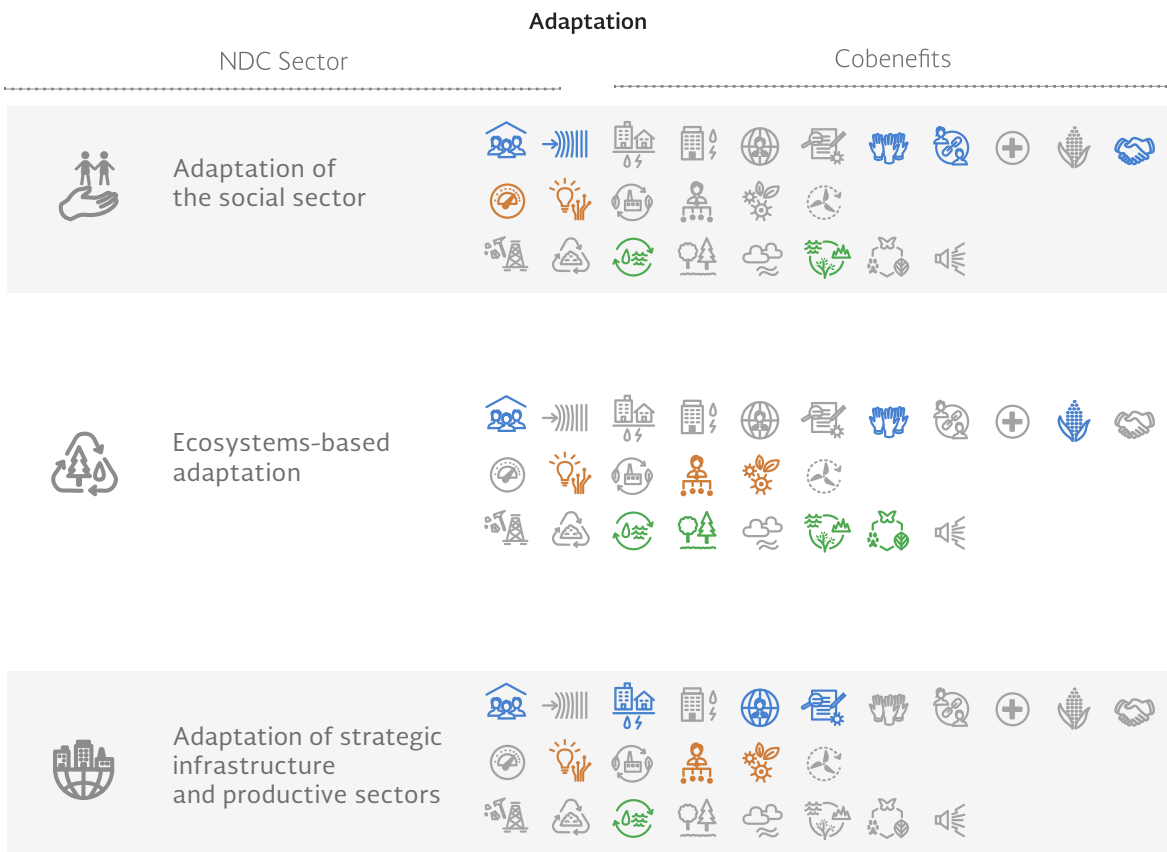 Adaptation
NDC Sector
Cobenefits
Adaptation of
the social sector
Ecosystems-based
adaptation
Adaptation of strategic
infrastructure
and productive sectors